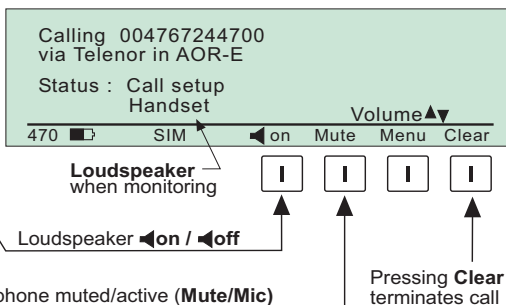 Calling 004767244700
via Telenor in AOR-E
Status : Call setup
Handset
Volume
470 SIM on Mute Menu Clear
Loudspeaker
when monitoring
Loudspeaker on / off
phone muted/active (Mute/Mic)
Pressing Clear
terminates call